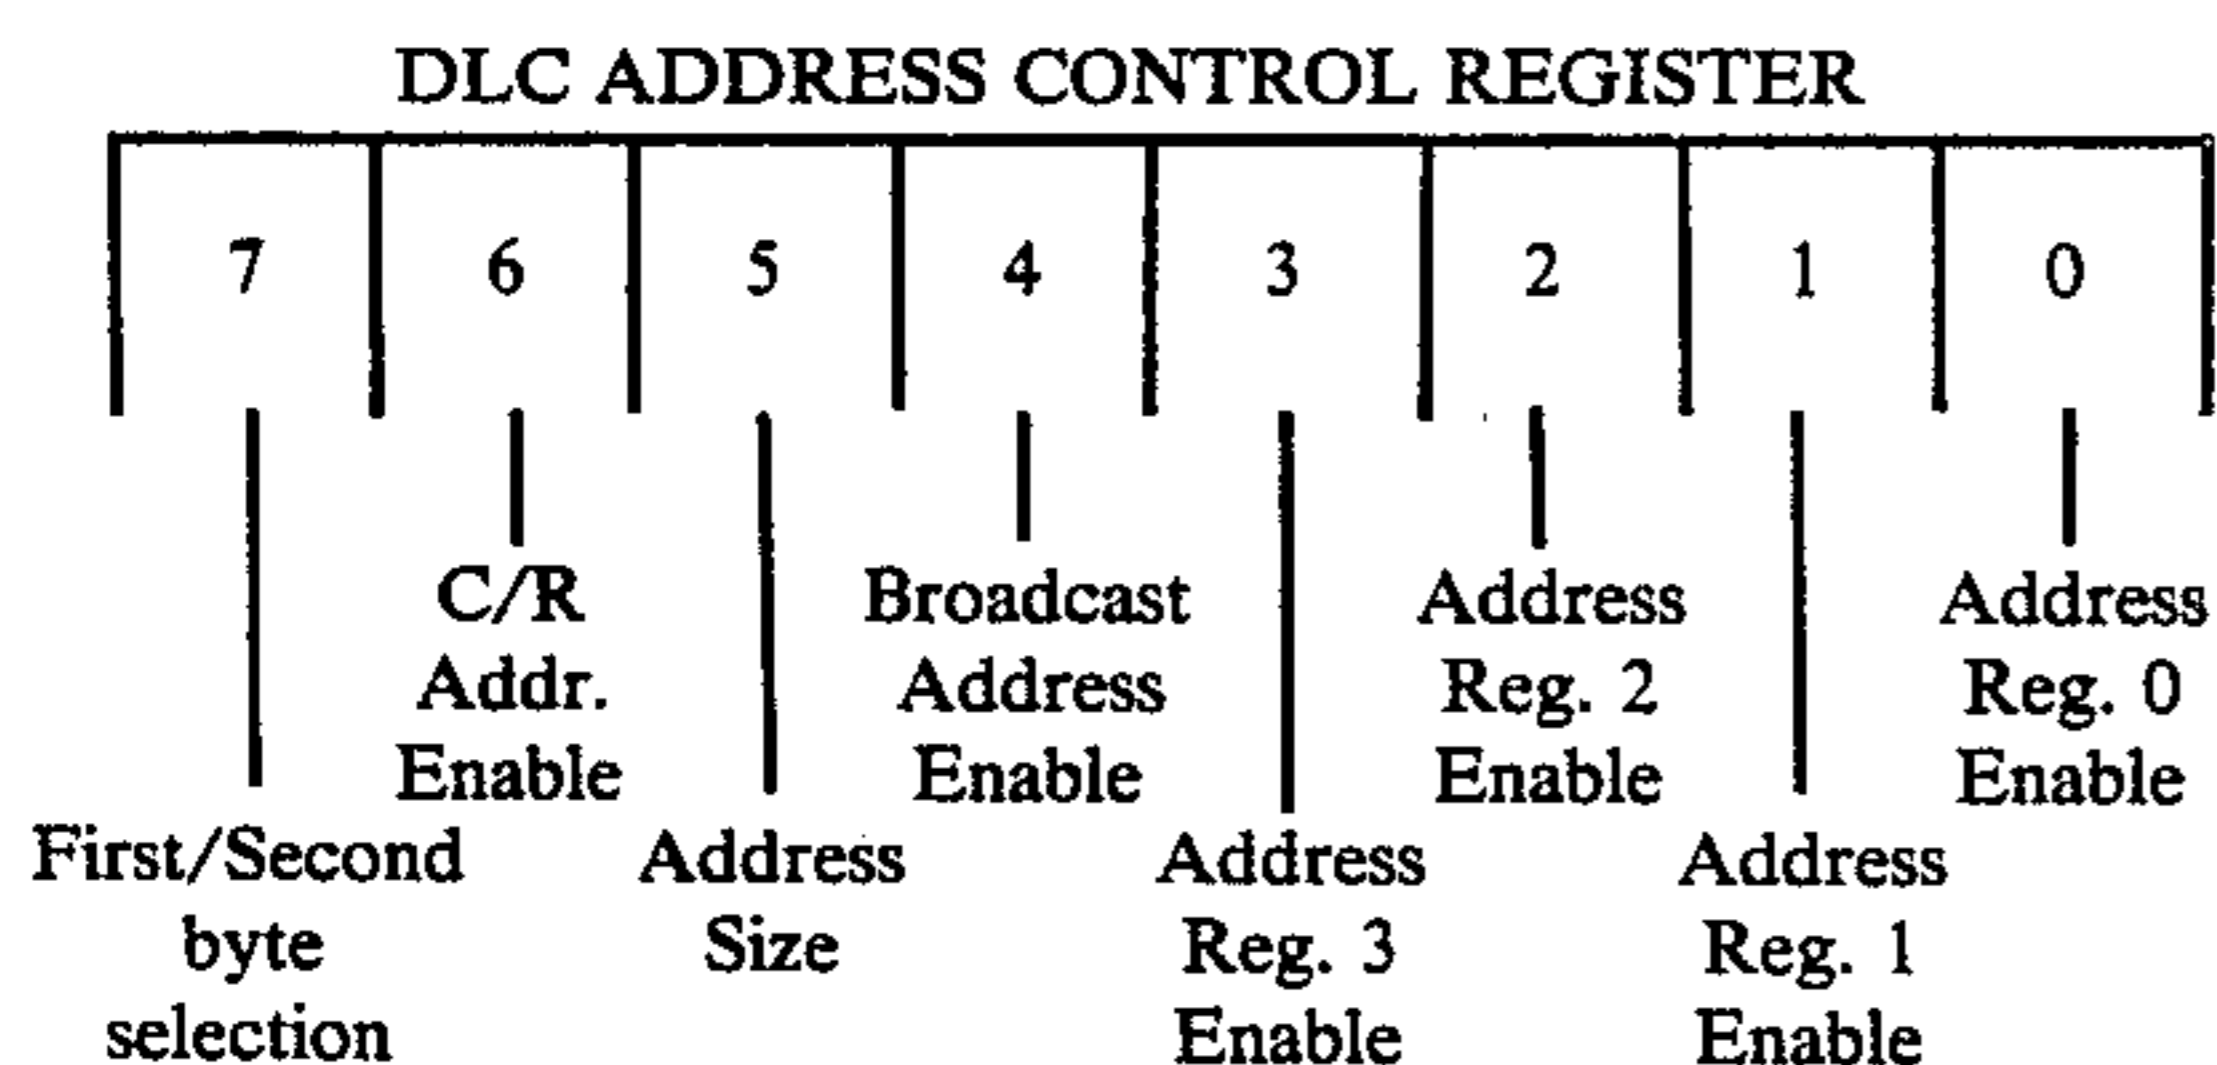 DLC ADDRESS CONTROL REGISTER
7 6 5 4 3 2 1 0
First/Second
byte
selection
C/R
Addr.
Enable
Address
Size
Broadcast
Address
Enable
Address
Reg. 3
Enable
Address
Reg. 2
Enable
Address
Reg. 1
Enable
Address
Reg. 0
Enable